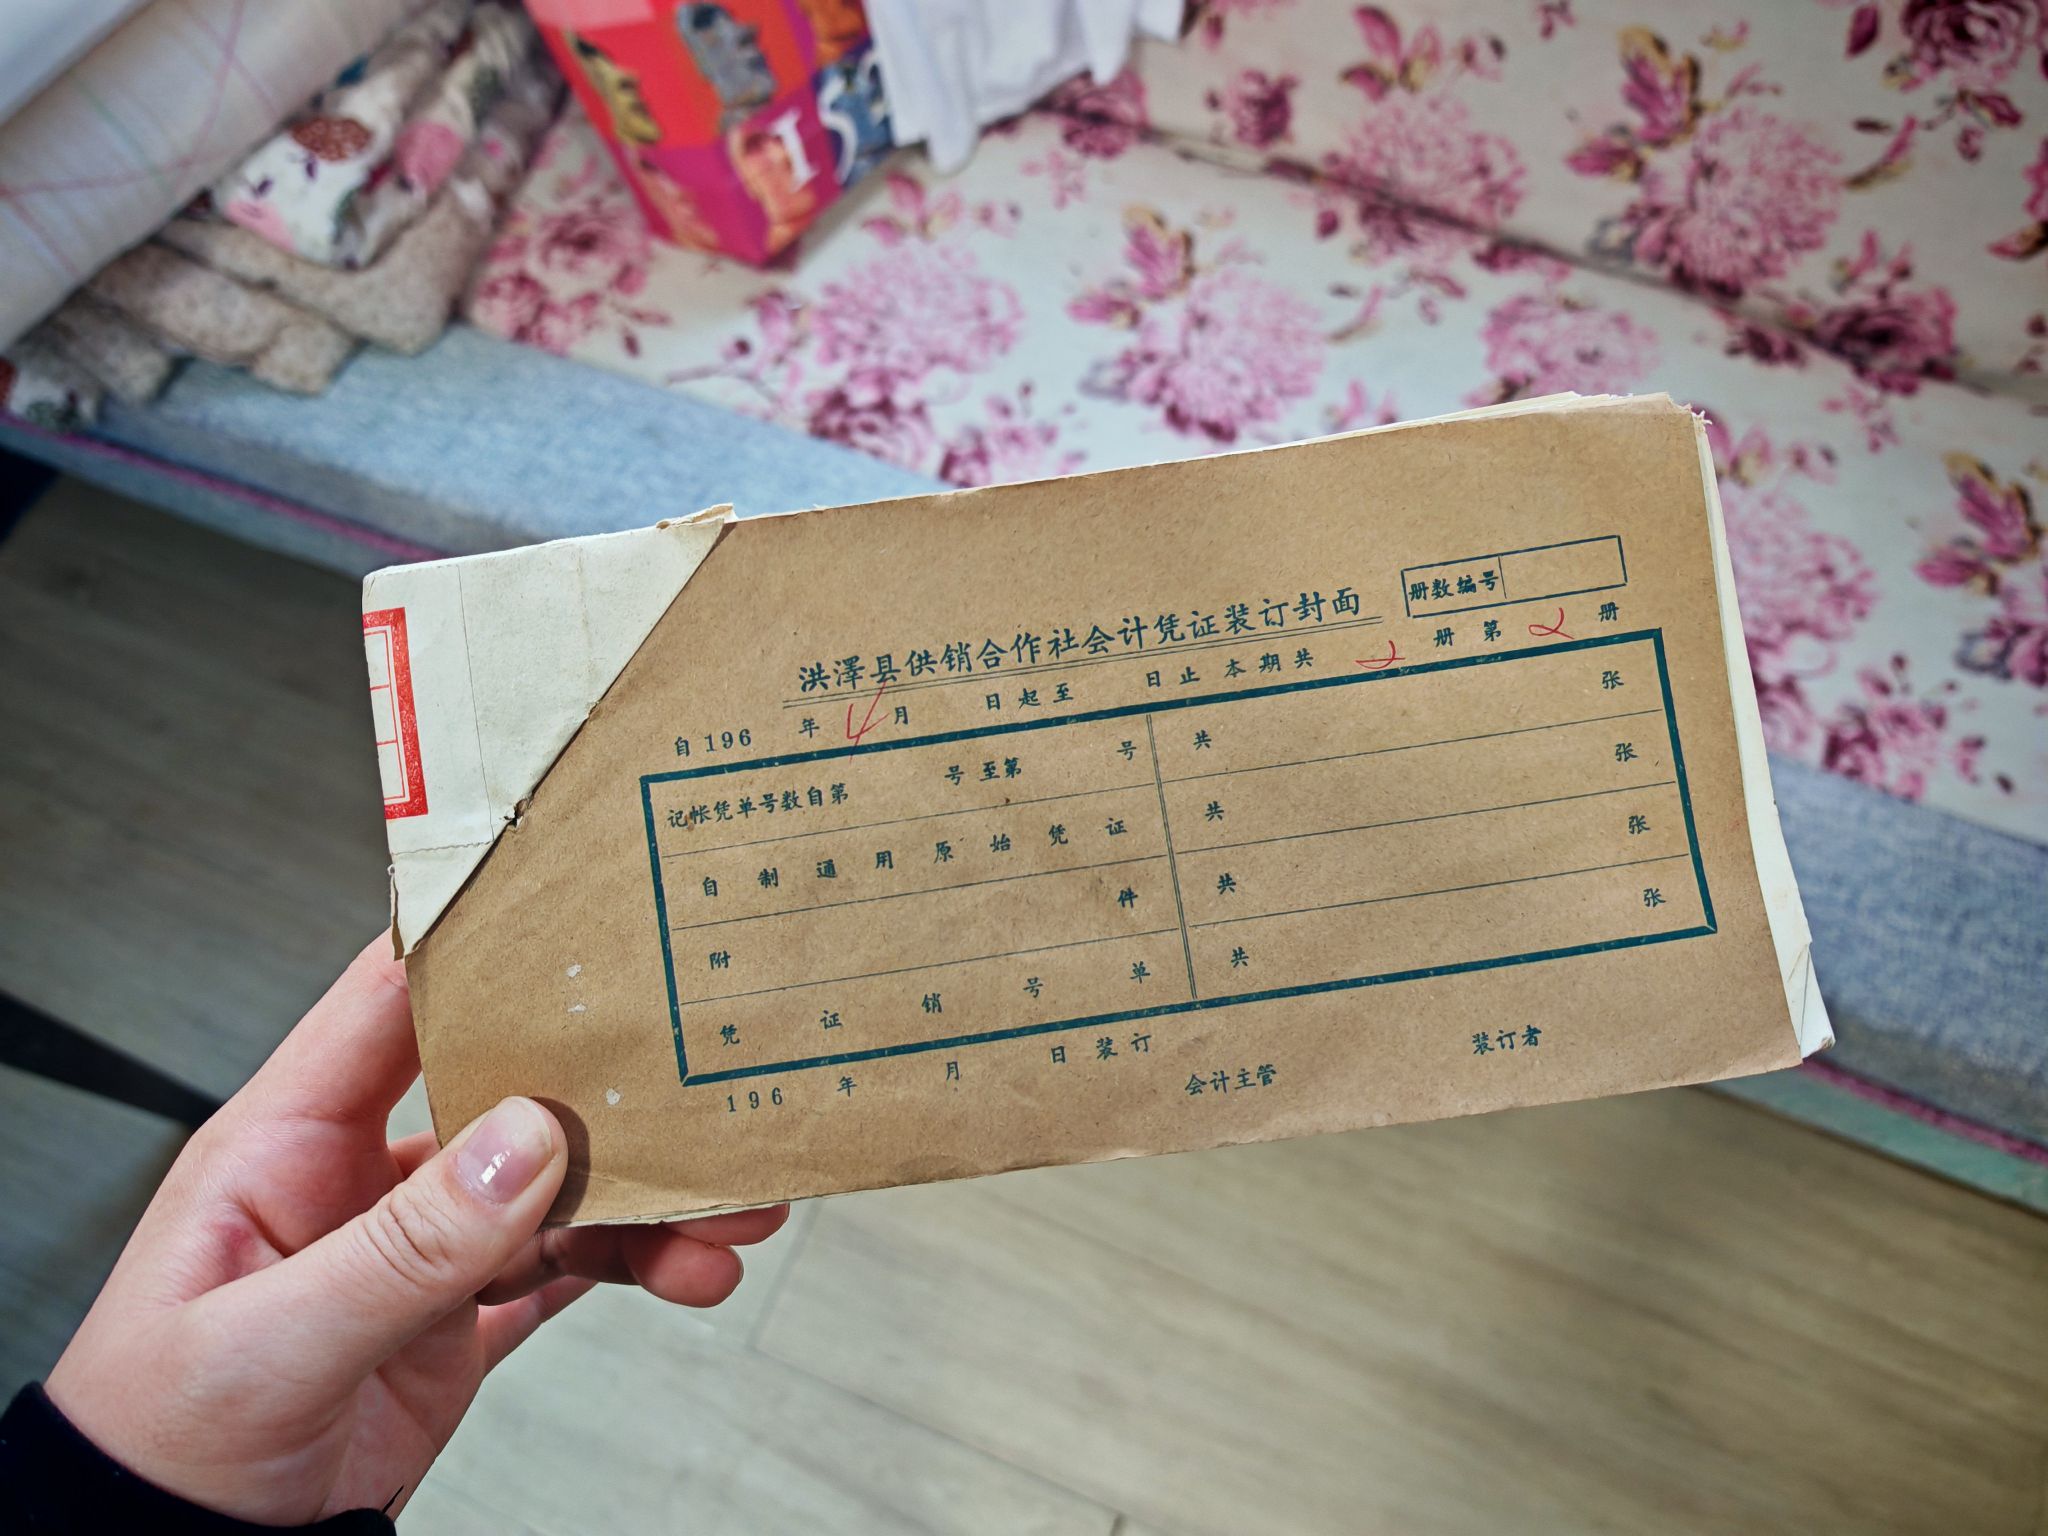 IS
册数编号
洪泽县供销合作社会计凭证装订封面
自196 年4月 日起至 日止本期共2册第2册
记帐凭单号数自第 号至第 号 共 张
自制通用原始凭证 共 张
附 件 共 张
凭证销号单 共 张
196 年 月 日装订 会计主管 装订者